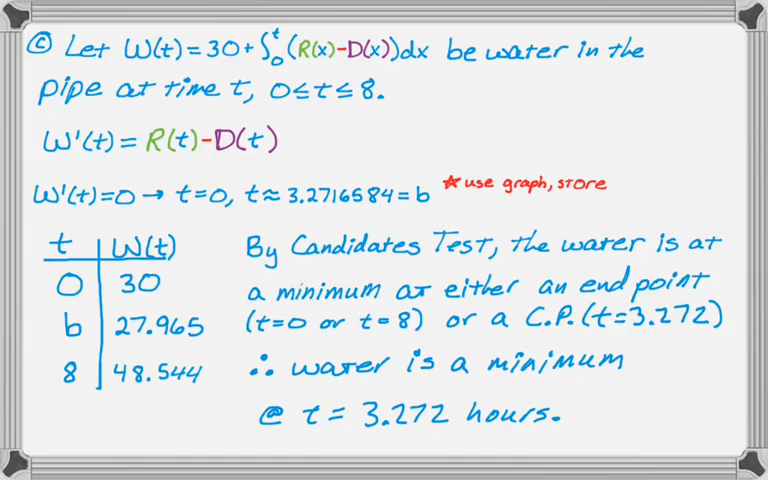 ⓒ Let W(t) = 30 + ∫₀ᵗ (R(x) - D(x)) dx be water in the
pipe at time t, 0 ≤ t ≤ 8.
W'(t) = R(t) - D(t)
W'(t) = 0 → t = 0, t ≈ 3.2716584 = b ☆ use graph, store
t | W(t)
0 | 30
b | 27.965
8 | 48.544
By Candidates Test, the water is at
a minimum at either an endpoint
(t=0 or t=8) or a C.P. (t=3.272)
∴ water is a minimum
@ t = 3.272 hours.